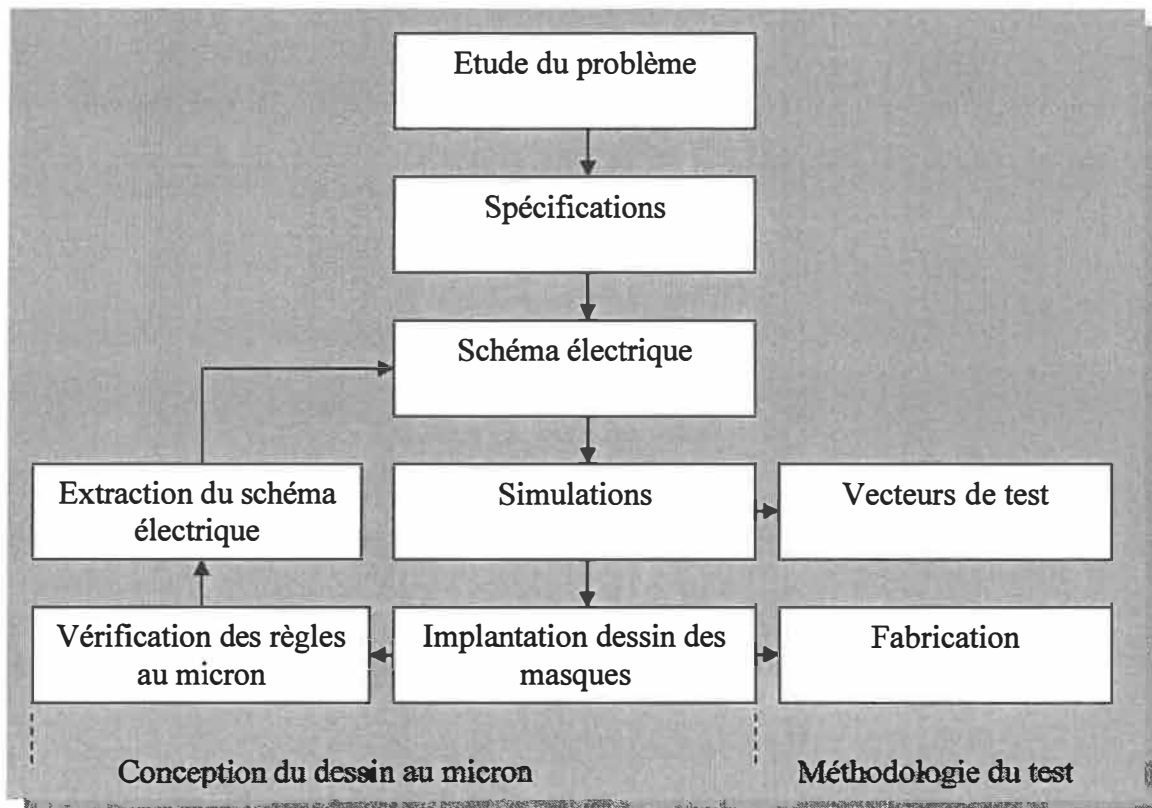 Etude du problème
Spécifications
Schéma électrique
Extraction du schéma
électrique
Simulations
Vecteurs de test
Vérification des règles
au micron
Implantation dessin des
masques
Fabrication
Conception du dessin au micron
Méthodologie du test